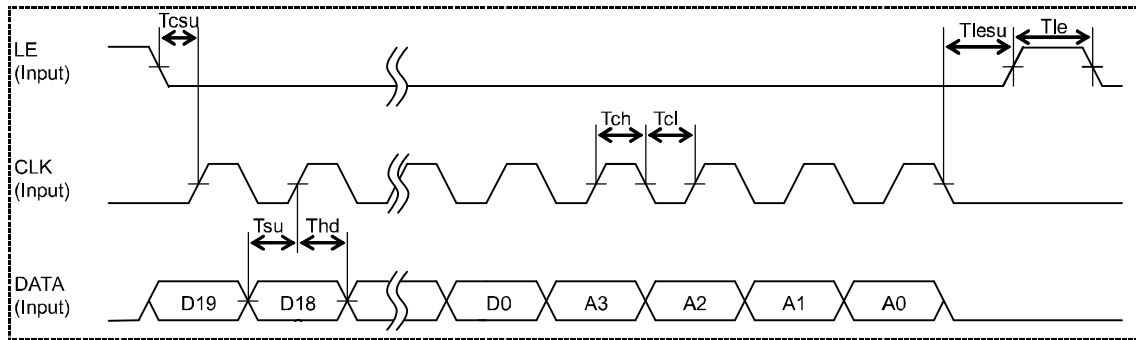 Tcsu
Tlesu
Tle
LE
(Input)
Tch
Tcl
CLK
(Input)
Tsu
Thd
DATA
(Input)
D19
D18
D0
A3
A2
A1
A0